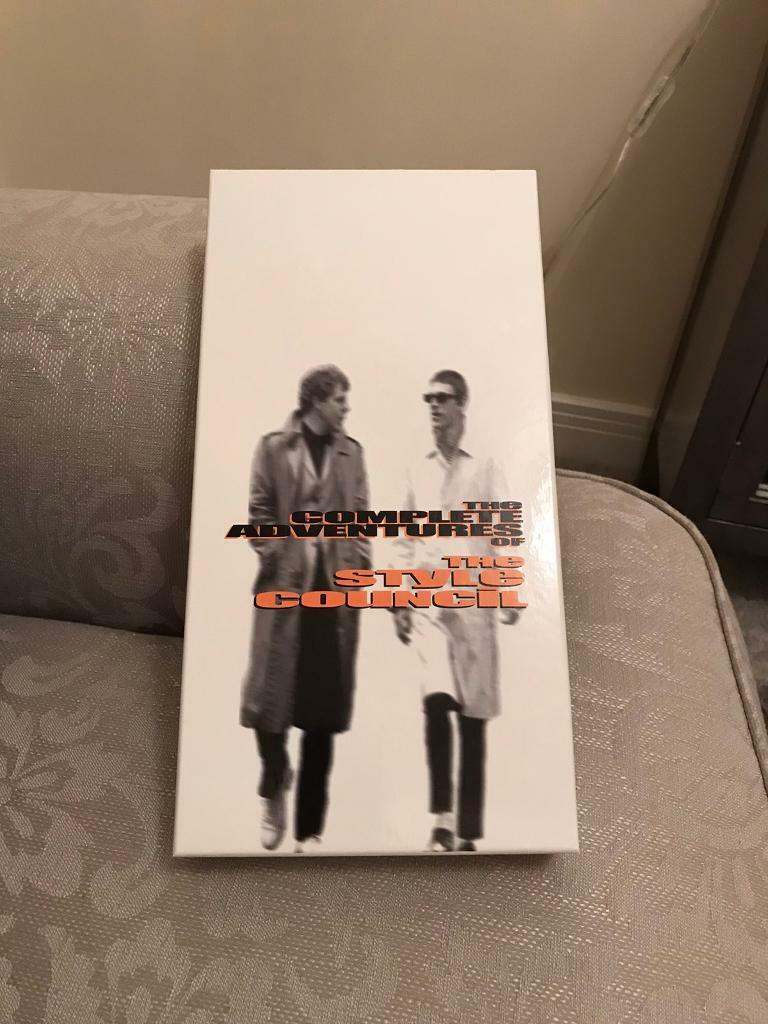 THe
COMPLETE
ADVENTURES
OF
THe
STyLe
COUNCiL